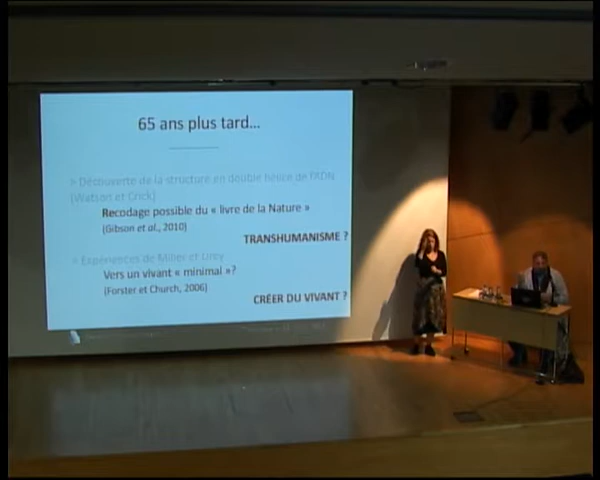 65 ans plus tard...
> Découverte de la structure en double hélice de l'ADN
(Watson et Crick)
Recodage possible du « livre de la Nature »
(Gibson et al., 2010)
TRANSHUMANISME ?
> Expériences de Miller et Urey
Vers un vivant « minimal »?
(Forster et Church, 2006)
CRÉER DU VIVANT ?